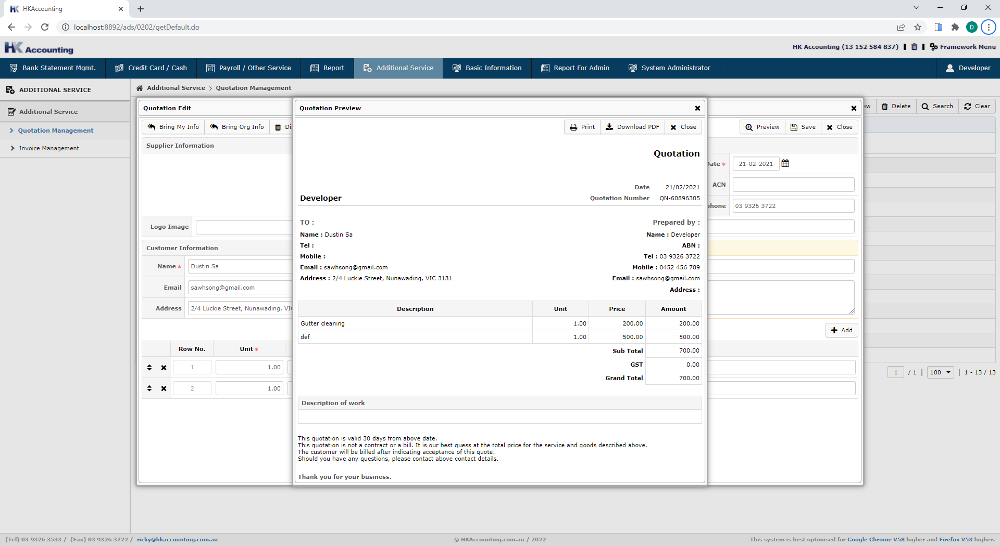 HKAccounting
localhost:8892/ads/0202/getDefault.do
D
HK Accounting
HK Accounting (13 152 584 837)
Framework Menu
Bank Statement Mgmt.
Credit Card / Cash
Payroll / Other Service
Report
Additional Service
Basic Information
Report For Admin
System Administrator
Developer
ADDITIONAL SERVICE
Additional Service
Quotation Management
Invoice Management
Additional Service > Quotation Management
Delete
Search
Clear
Quotation Edit
Bring My Info
Bring Org Info
Preview
Save
Close
Supplier Information
Date *
21-02-2021
ACN
03 9326 3722
Logo Image
Customer Information
Name *
Dustin Sa
Email
sawhsong@gmail.com
Address
2/4 Luckie Street, Nunawading, VIC
Add
Row No.
Unit *
1
1.00
2
1.00
Quotation Preview
Print
Download PDF
Close
Quotation
Date 21/02/2021
Developer
Quotation Number QN-60896305
TO :
Prepared by :
Name : Dustin Sa
Name : Developer
Tel :
ABN :
Mobile :
Tel : 03 9326 3722
Email : sawhsong@gmail.com
Mobile : 0452 456 789
Address : 2/4 Luckie Street, Nunawading, VIC 3131
Email : sawhsong@gmail.com
Address :
Description Unit Price Amount
Gutter cleaning 1.00 200.00 200.00
def 1.00 500.00 500.00
Sub Total 700.00
GST 0.00
Grand Total 700.00
Description of work
This quotation is valid 30 days from above date.
This quotation is not a contract or a bill. It is our best guess at the total price for the service and goods described above.
The customer will be billed after indicating acceptance of this quote.
Should you have any questions, please contact above contact details.
Thank you for your business.
1 / 1 | 100 | 1 - 13 / 13
(Tel) 03 9326 3533 / (Fax) 03 9326 3722 / ricky@hkaccounting.com.au
© HKAccounting.com.au / 2022
This system is best optimised for Google Chrome V58 higher and Firefox V53 higher.